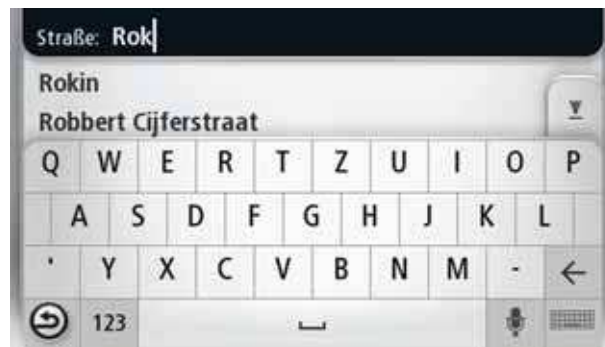 Straße: Rok
Rokin
Robbert Cijferstraat
Q W E R T Z U I O P
A S D F G H J K L
' Y X C V B N M -
123